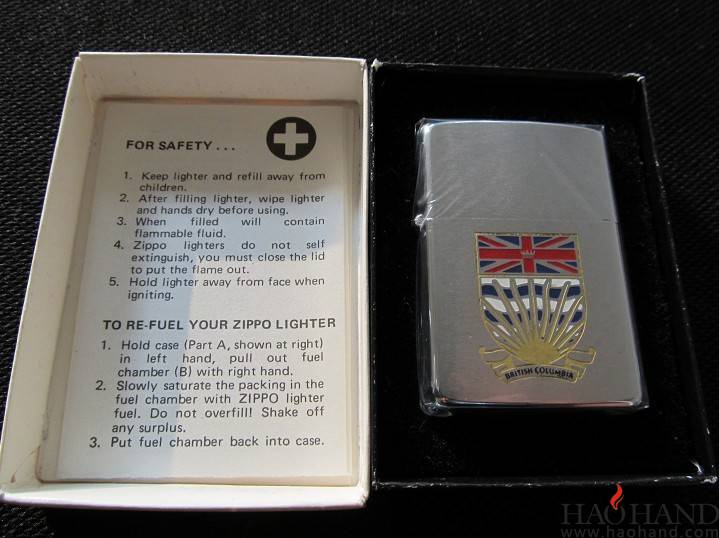 FOR SAFETY...
1. Keep lighter and refill away from
children.
2. After filling lighter, wipe lighter
and hands dry before using.
3. When filled will contain
flammable fluid.
4. Zippo lighters do not self
extinguish, you must close the lid
to put the flame out.
5. Hold lighter away from face when
igniting.
TO RE-FUEL YOUR ZIPPO LIGHTER
1. Hold case (Part A, shown at right)
in left hand, pull out fuel
chamber (B) with right hand.
2. Slowly saturate the packing in the
fuel chamber with ZIPPO lighter
fuel. Do not overfill! Shake off
any surplus.
3. Put fuel chamber back into case.
BRITISH COLUMBIA
HAOHAND
www.haohand.com